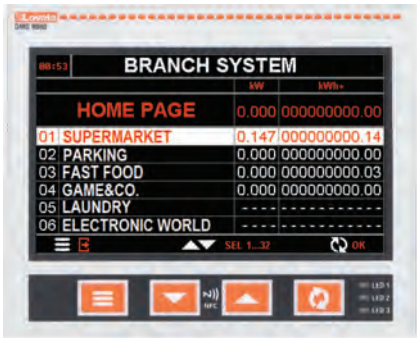 Lovato
DMG 9000
00:53 BRANCH SYSTEM
kW kWh+
HOME PAGE 0.000 000000000.00
01 SUPERMARKET 0.147 000000000.14
02 PARKING 0.000 000000000.00
03 FAST FOOD 0.000 000000000.03
04 GAME&CO. 0.000 000000000.00
05 LAUNDRY ---- ------------
06 ELECTRONIC WORLD ---- ------------
SEL 1...32 OK
NFC
LED 1
LED 2
LED 3